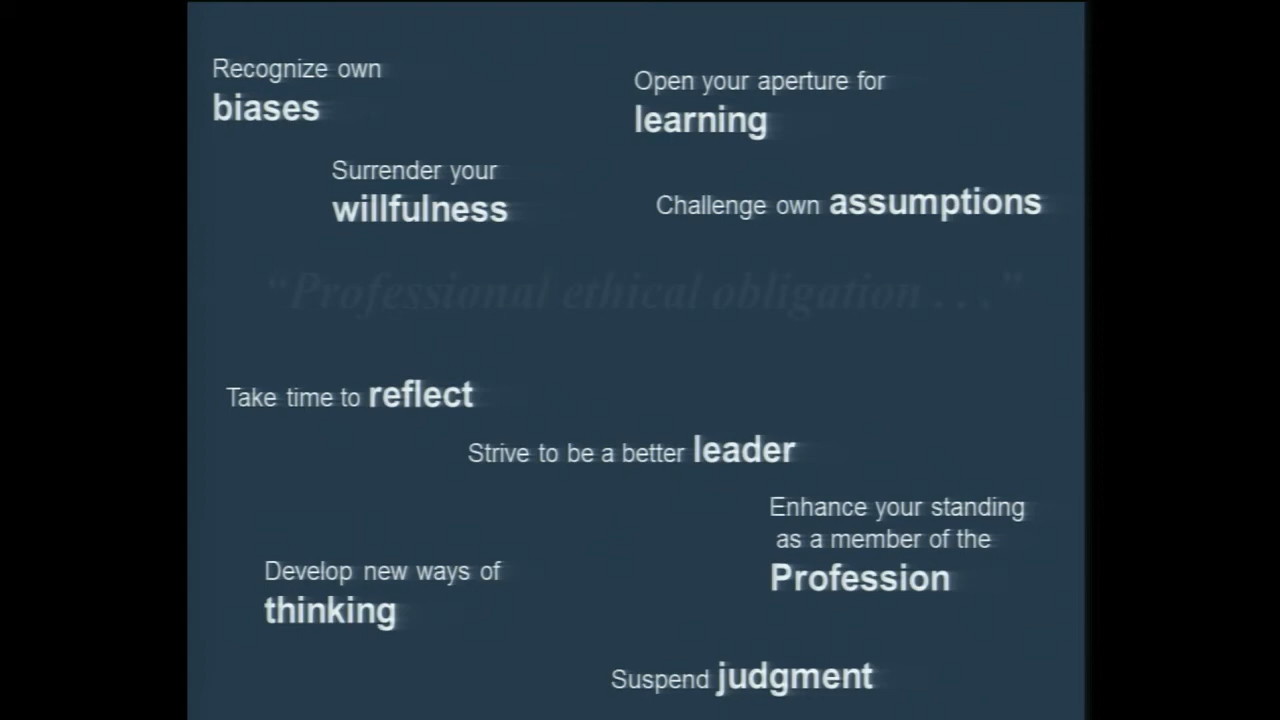 Recognize own
biases
Open your aperture for
learning
Surrender your
willfulness
Challenge own assumptions
“Professional ethical obligation . . .”
Take time to reflect
Strive to be a better leader
Enhance your standing
as a member of the
Profession
Develop new ways of
thinking
Suspend judgment